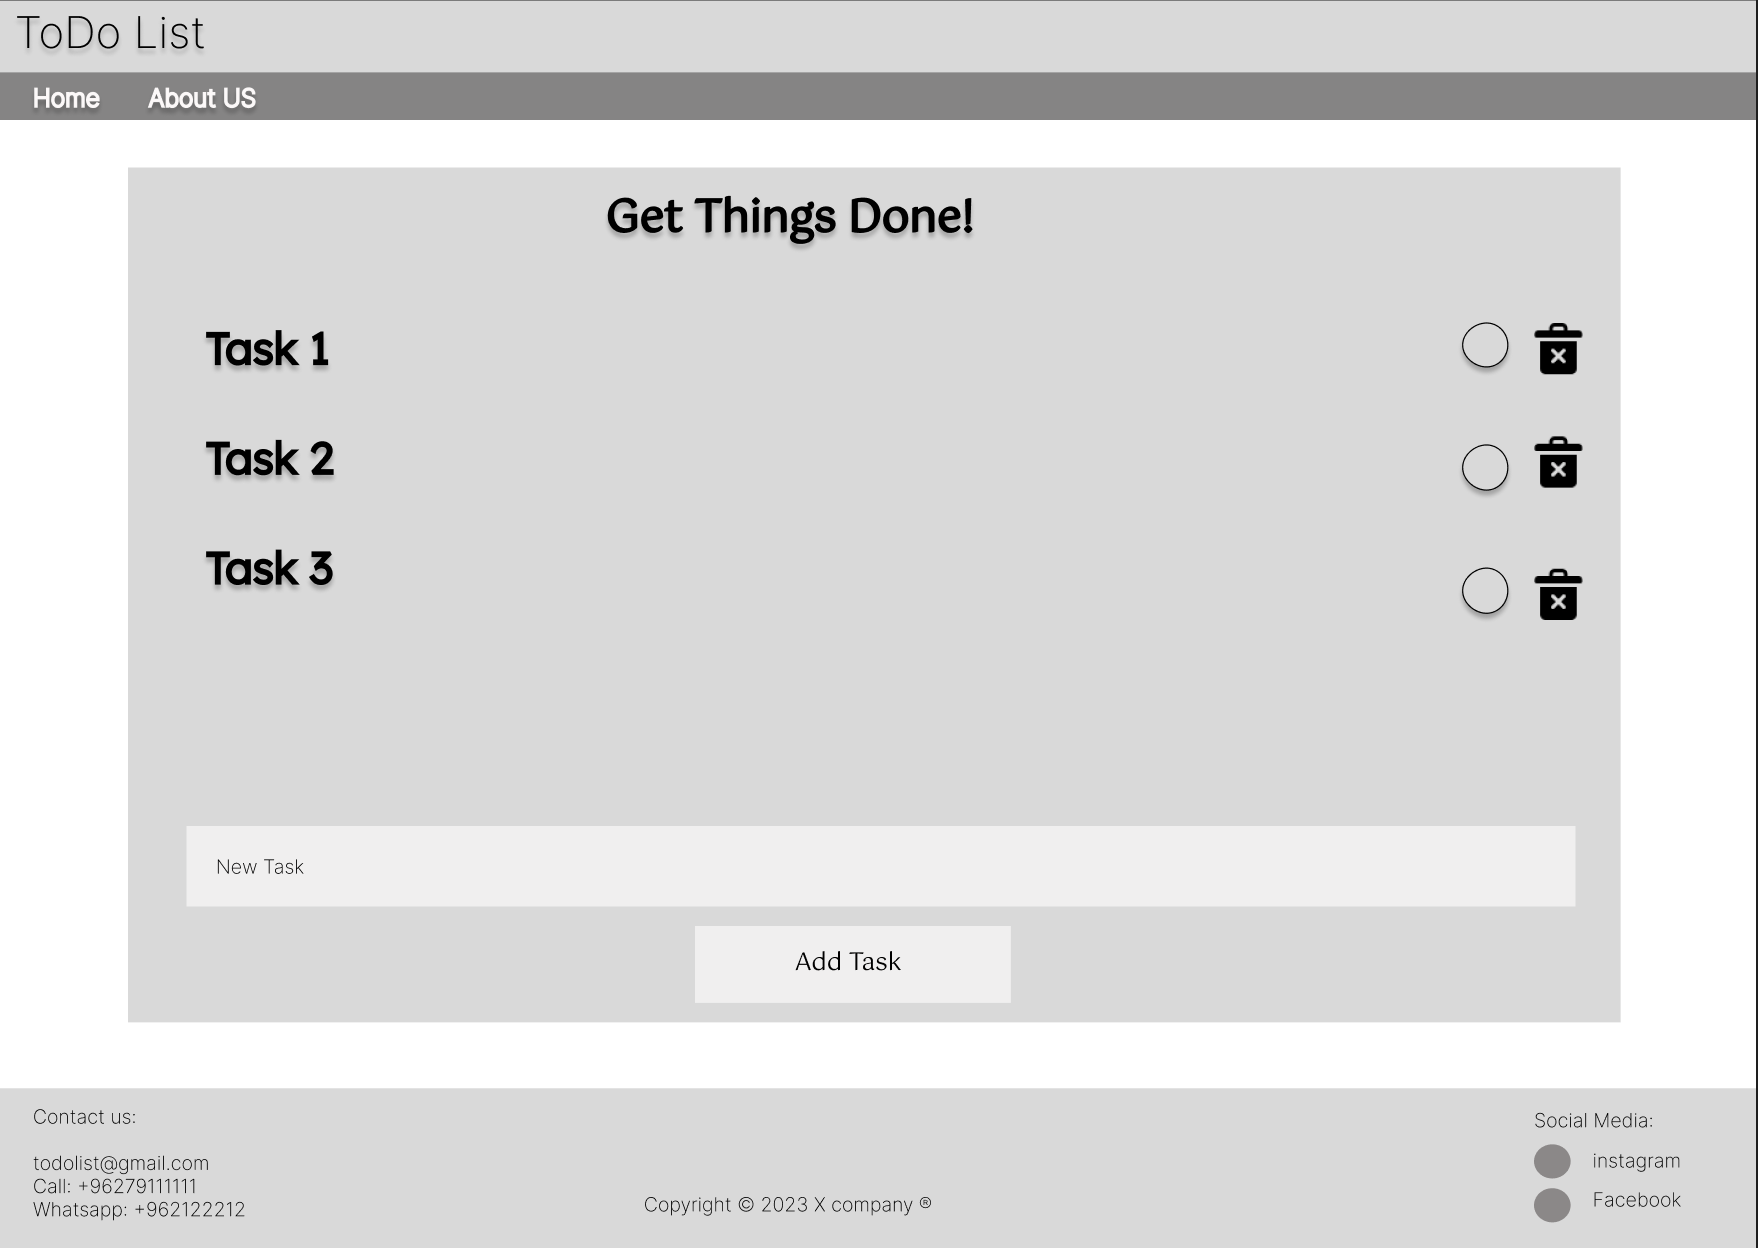 ToDo List
Home About US
Get Things Done!
Task 1
Task 2
Task 3
New Task
Add Task
Contact us:
todolist@gmail.com
Call: +96279111111
Whatsapp: +962122212
Copyright © 2023 X company ®
Social Media:
instagram
Facebook